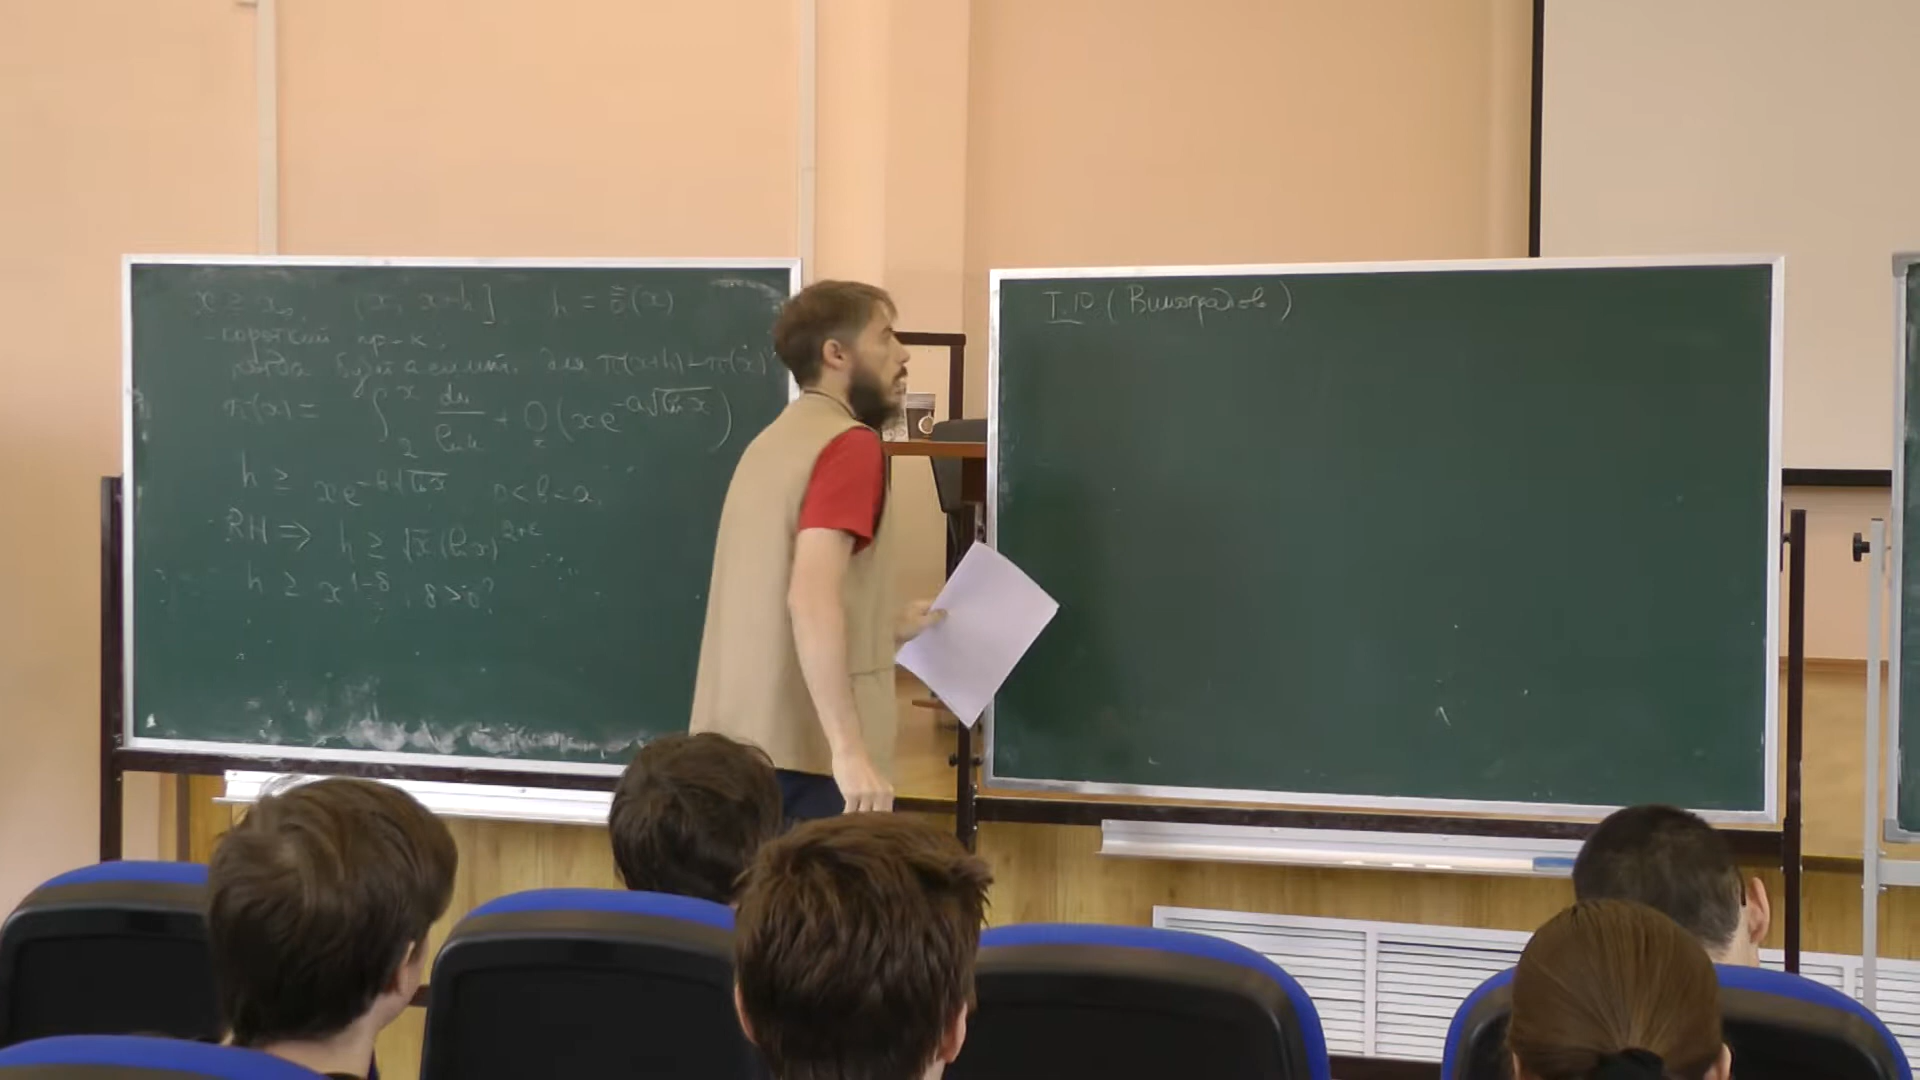 x ≥ x₀, (x, x+h] h = ō̄(x)
- короткий пр-к,
когда будет асимпт. для π(x+h) - π(x)
π(x) = ∫₂ˣ du/ln u + O(xe^{-a√ln x})
h ≥ xe^{-b√ln x} 0<b<a.
RH ⇒ h ≥ √x (ln x)^{2+ε}
h ≥ x^{1-δ}, δ>0?
T.10 (Виноградов)